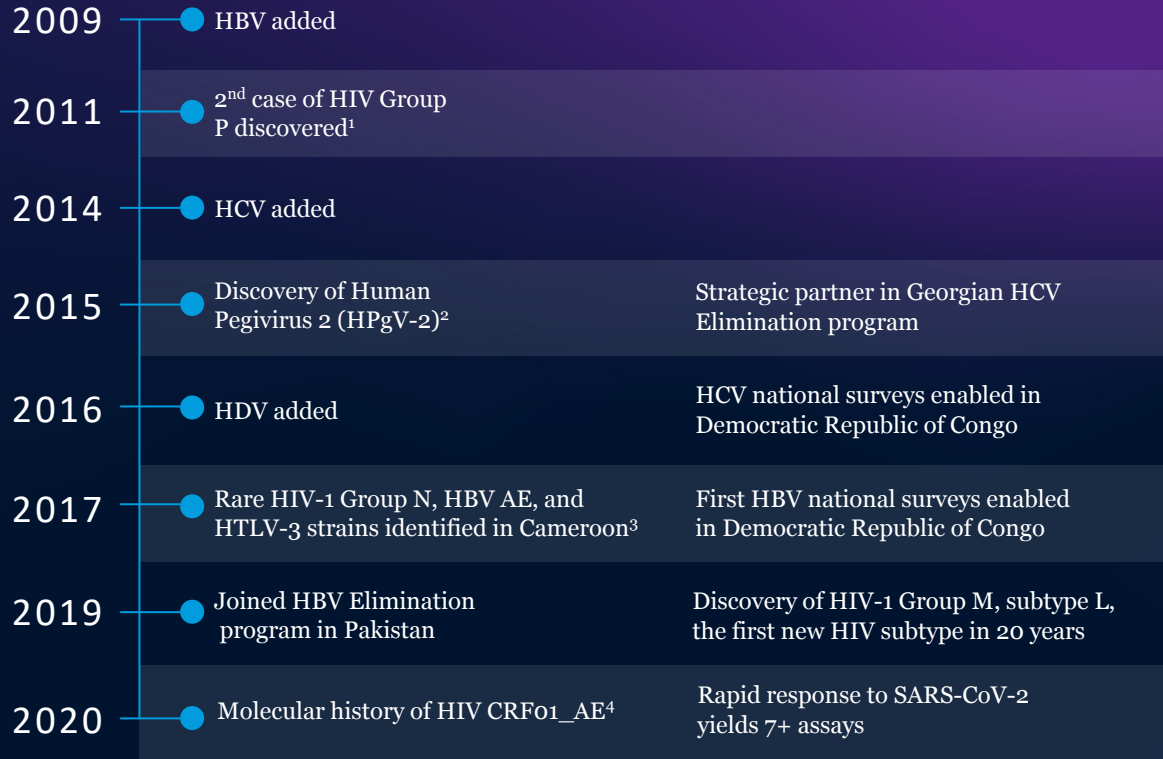 2009
HBV added
2011
2nd case of HIV Group
P discovered¹
2014
HCV added
2015
Discovery of Human
Pegivirus 2 (HPgV-2)²
Strategic partner in Georgian HCV
Elimination program
2016
HDV added
HCV national surveys enabled in
Democratic Republic of Congo
2017
Rare HIV-1 Group N, HBV AE, and
HTLV-3 strains identified in Cameroon³
First HBV national surveys enabled
in Democratic Republic of Congo
2019
Joined HBV Elimination
program in Pakistan
Discovery of HIV-1 Group M, subtype L,
the first new HIV subtype in 20 years
2020
Molecular history of HIV CRF01_AE⁴
Rapid response to SARS-CoV-2
yields 7+ assays